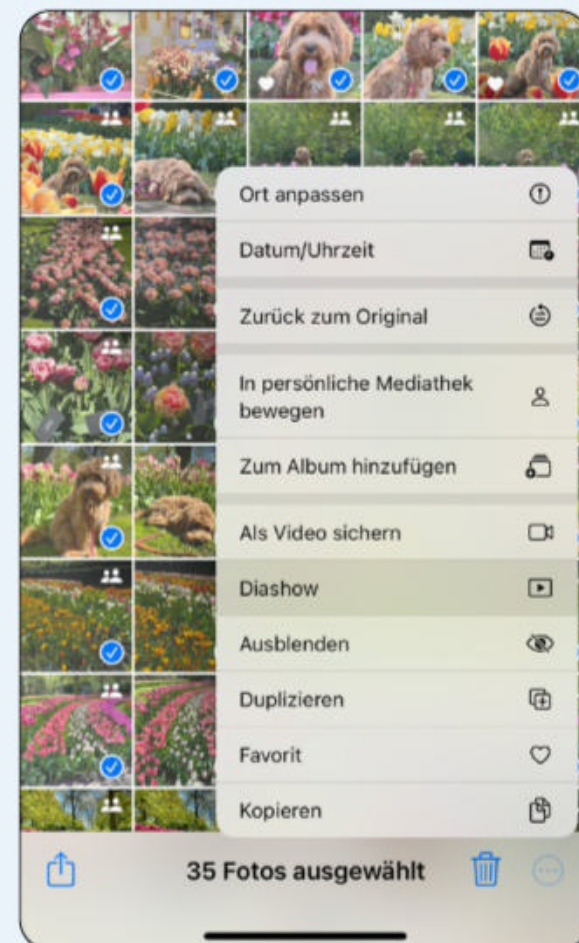 Ort anpassen
Datum/Uhrzeit
Zurück zum Original
In persönliche Mediathek
bewegen
Zum Album hinzufügen
Als Video sichern
Diashow
Ausblenden
Duplizieren
Favorit
Kopieren
35 Fotos ausgewählt